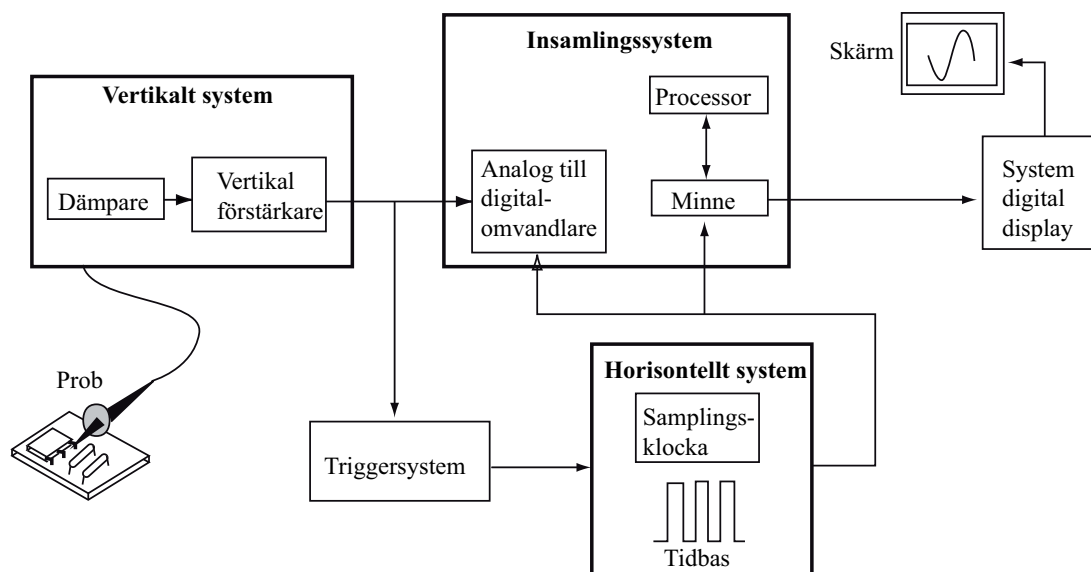 Insamlingssystem
Skärm
Vertikalt system
Processor
Dämpare
Vertikal
förstärkare
Analog till
digital-
omvandlare
Minne
System
digital
display
Prob
Horisontellt system
Samplings-
klocka
Triggersystem
Tidbas